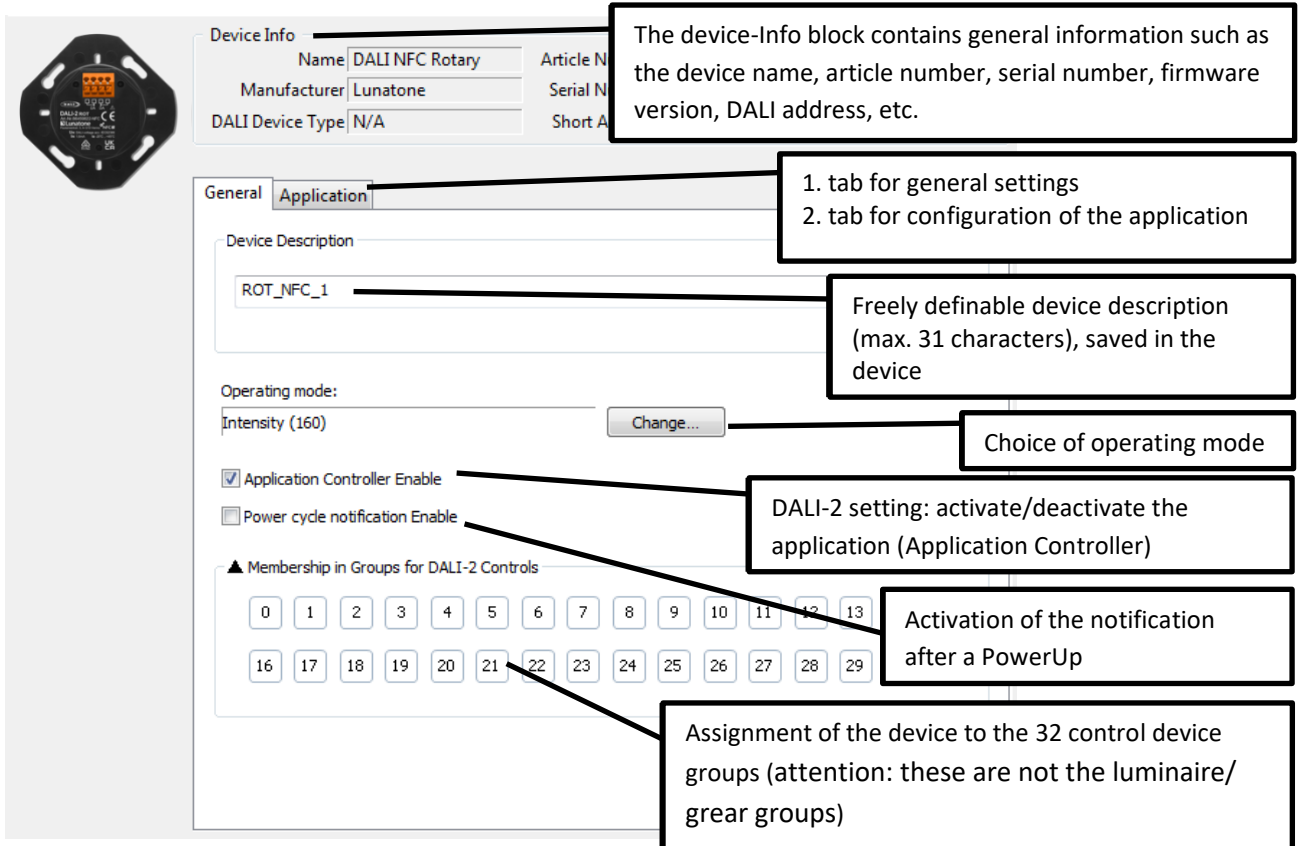 Device Info
Name DALI NFC Rotary Article N
Manufacturer Lunatone Serial N
DALI Device Type N/A Short A
The device-Info block contains general information such as
the device name, article number, serial number, firmware
version, DALI address, etc.
General Application
1. tab for general settings
2. tab for configuration of the application
Device Description
ROT_NFC_1
Freely definable device description
(max. 31 characters), saved in the
device
Operating mode:
Intensity (160) Change...
Choice of operating mode
Application Controller Enable
Power cycle notification Enable
DALI-2 setting: activate/deactivate the
application (Application Controller)
Membership in Groups for DALI-2 Controls
0 1 2 3 4 5 6 7 8 9 10 11 12 13
16 17 18 19 20 21 22 23 24 25 26 27 28 29
Activation of the notification
after a PowerUp
Assignment of the device to the 32 control device
groups (attention: these are not the luminaire/
grear groups)
DALI-2 ROT
Lunatone